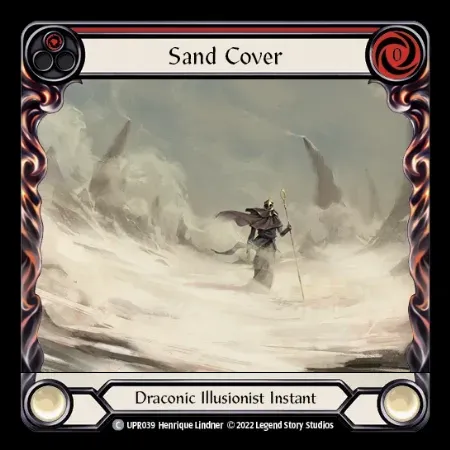 0
Sand Cover
Draconic Illusionist Instant
C UPR039 Henrique Lindner © 2022 Legend Story Studios